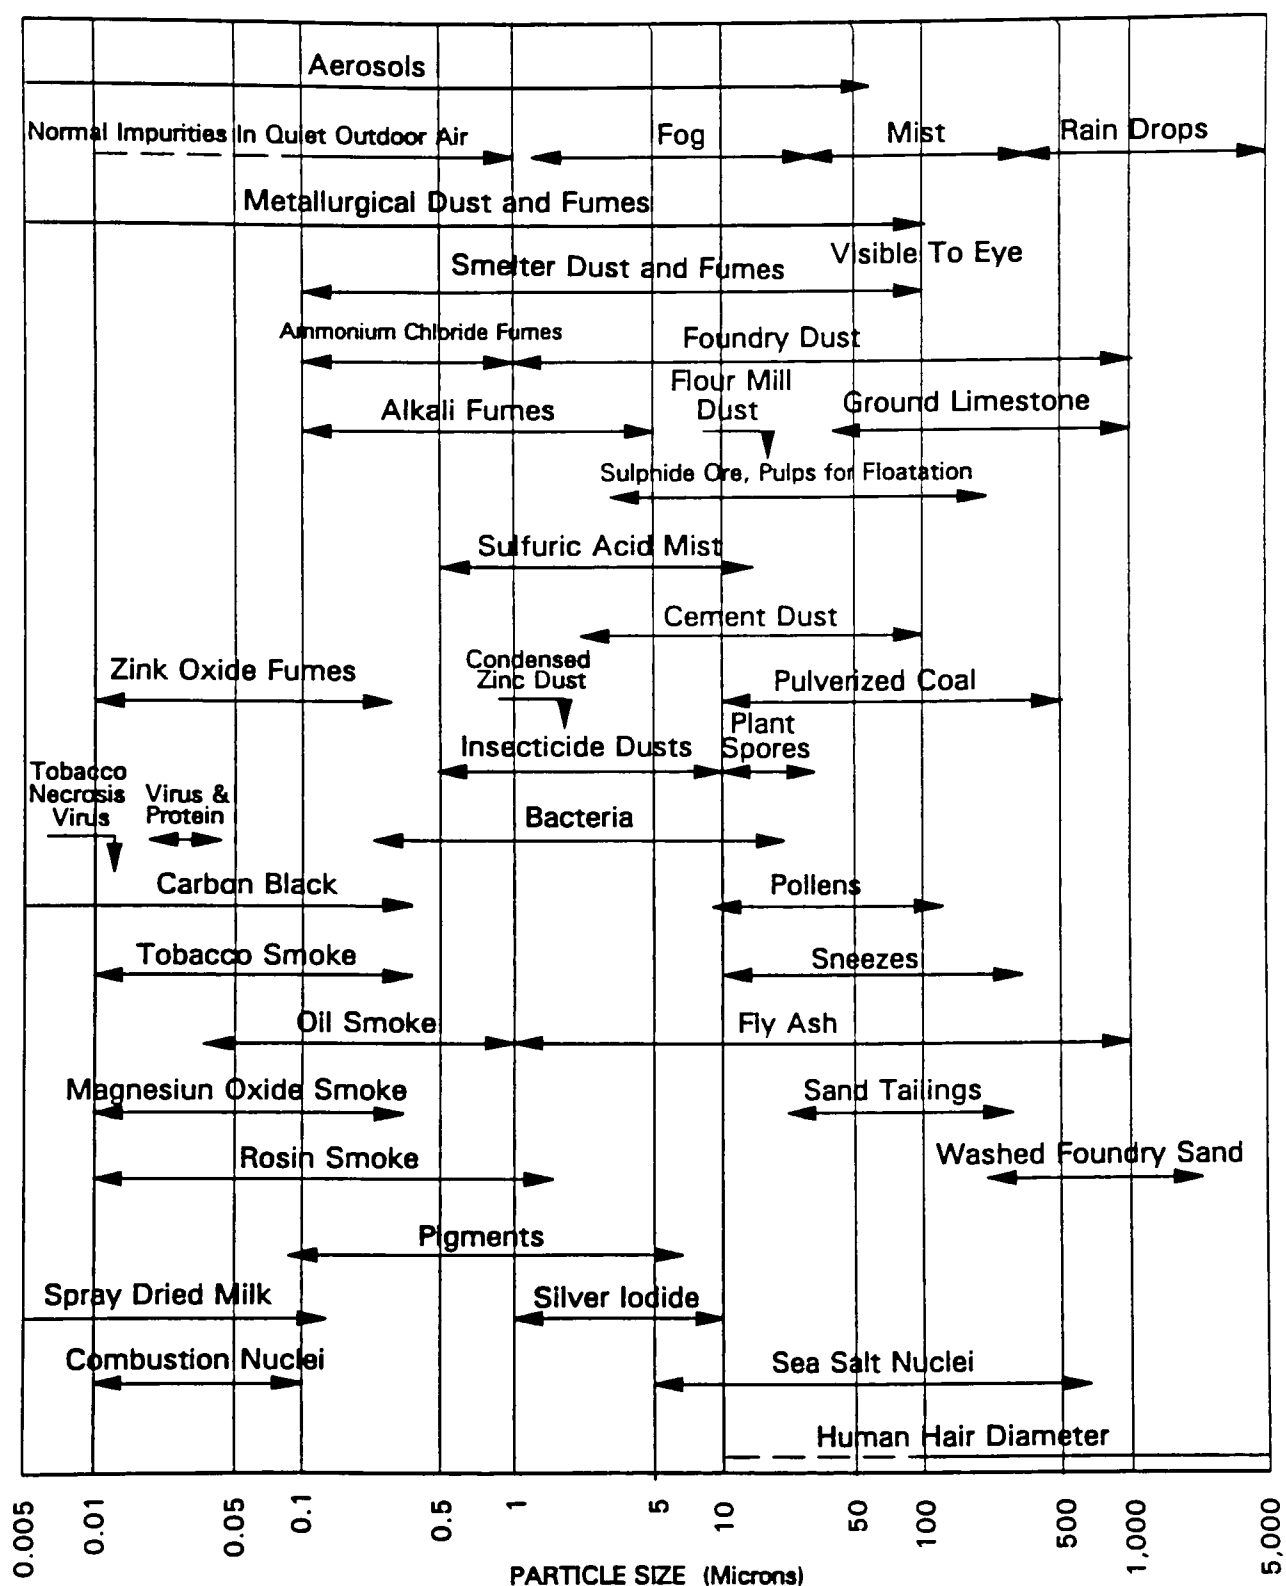 Aerosols
Normal Impurities In Quiet Outdoor Air
Fog
Mist
Rain Drops
Metallurgical Dust and Fumes
Visible To Eye
Smelter Dust and Fumes
Ammonium Chloride Fumes
Foundry Dust
Flour Mill
Dust
Alkali Fumes
Ground Limestone
Sulphide Ore, Pulps for Floatation
Sulfuric Acid Mist
Cement Dust
Zink Oxide Fumes
Condensed
Zinc Dust
Pulverized Coal
Plant
Spores
Insecticide Dusts
Tobacco
Necrosis
Virus
Virus &
Protein
Bacteria
Carbon Black
Pollens
Tobacco Smoke
Sneezes
Oil Smoke
Fly Ash
Magnesiun Oxide Smoke
Sand Tailings
Rosin Smoke
Washed Foundry Sand
Pigments
Spray Dried Milk
Silver Iodide
Combustion Nuclei
Sea Salt Nuclei
Human Hair Diameter
0.005
0.01
0.05
0.1
0.5
1
5
10
50
100
500
1,000
5,000
PARTICLE SIZE (Microns)